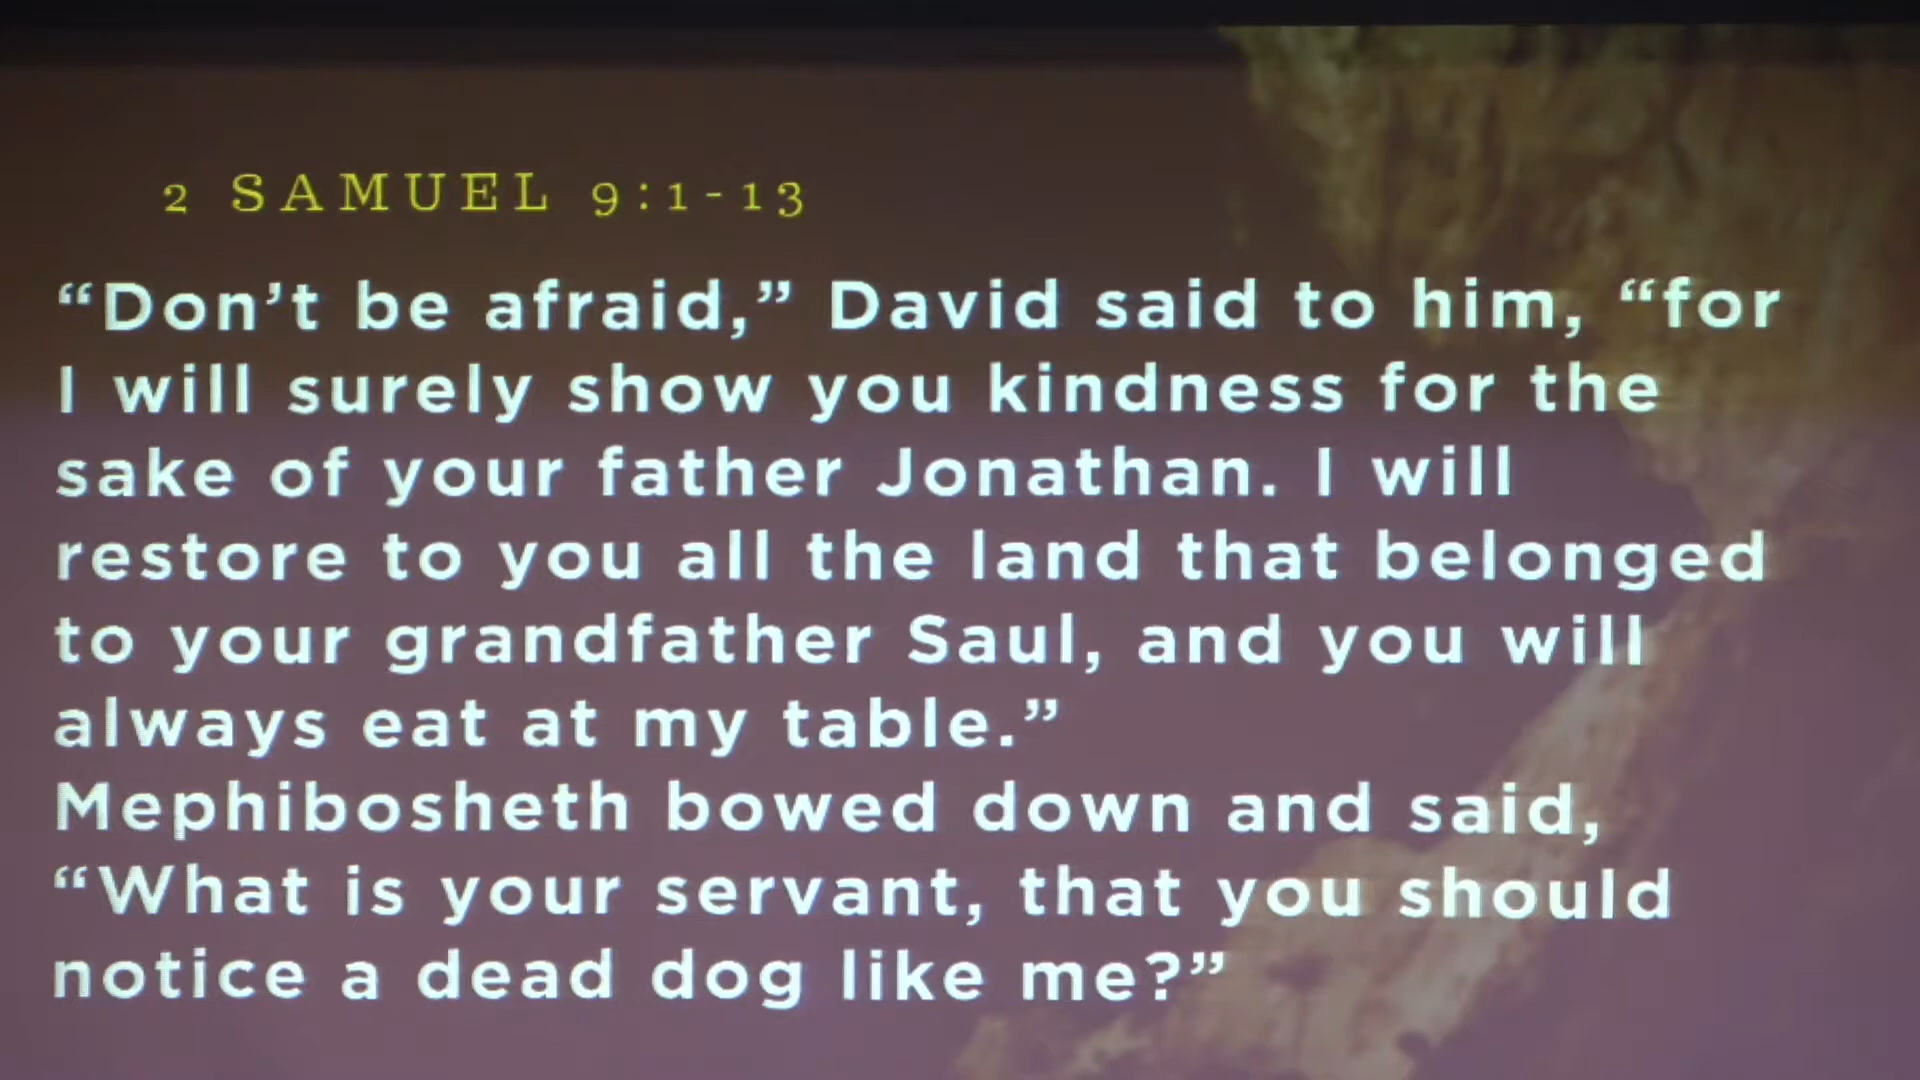 2 SAMUEL 9:1-13
“Don’t be afraid,” David said to him, “for
I will surely show you kindness for the
sake of your father Jonathan. I will
restore to you all the land that belonged
to your grandfather Saul, and you will
always eat at my table.”
Mephibosheth bowed down and said,
“What is your servant, that you should
notice a dead dog like me?”